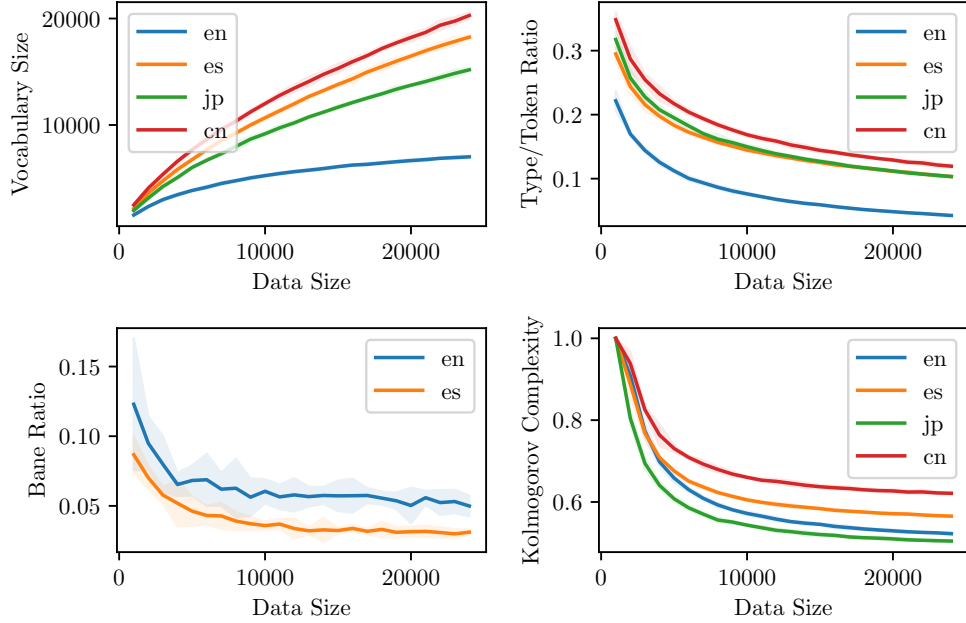 Vocabulary Size
20000
10000
en
es
jp
cn
0
10000
20000
Data Size
Type/Token Ratio
0.3
0.2
0.1
en
es
jp
cn
0
10000
20000
Data Size
Bane Ratio
0.15
0.10
0.05
en
es
0
10000
20000
Data Size
Kolmogorov Complexity
1.0
0.8
0.6
en
es
jp
cn
0
10000
20000
Data Size